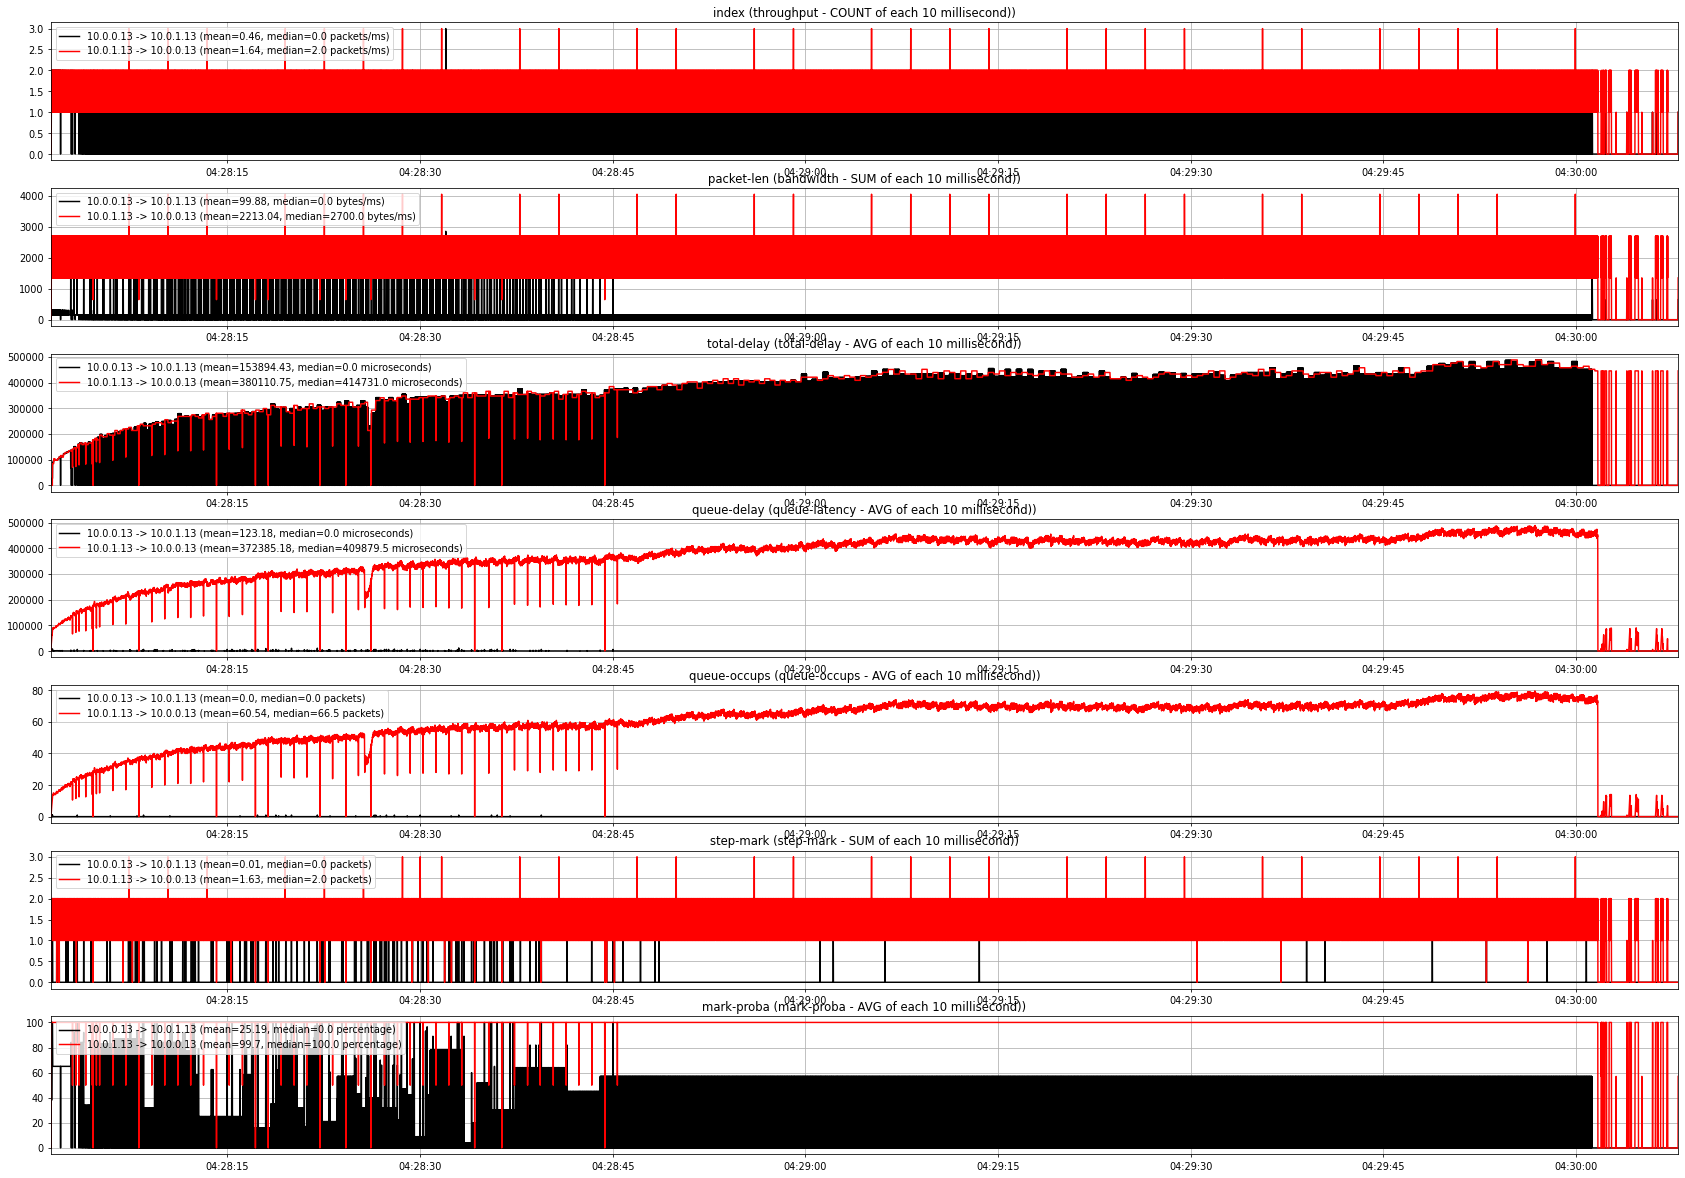 index (throughput - COUNT of each 10 millisecond))
3.0
2.5
2.0
1.5
1.0
0.5
0.0
10.0.0.13 -> 10.0.1.13 (mean=0.46, median=0.0 packets/ms)
10.0.1.13 -> 10.0.0.13 (mean=1.64, median=2.0 packets/ms)
04:28:15 04:28:30 04:28:45 04:29:00 04:29:15 04:29:30 04:29:45 04:30:00
packet-len (bandwidth - SUM of each 10 millisecond))
4000
3000
2000
1000
0
10.0.0.13 -> 10.0.1.13 (mean=99.88, median=0.0 bytes/ms)
10.0.1.13 -> 10.0.0.13 (mean=2213.04, median=2700.0 bytes/ms)
04:28:15 04:28:30 04:28:45 04:29:00 04:29:15 04:29:30 04:29:45 04:30:00
total-delay (total-delay - AVG of each 10 millisecond))
500000
400000
300000
200000
100000
0
10.0.0.13 -> 10.0.1.13 (mean=153894.43, median=0.0 microseconds)
10.0.1.13 -> 10.0.0.13 (mean=380110.75, median=414731.0 microseconds)
04:28:15 04:28:30 04:28:45 04:29:00 04:29:15 04:29:30 04:29:45 04:30:00
queue-delay (queue-latency - AVG of each 10 millisecond))
500000
400000
300000
200000
100000
0
10.0.0.13 -> 10.0.1.13 (mean=123.18, median=0.0 microseconds)
10.0.1.13 -> 10.0.0.13 (mean=372385.18, median=409879.5 microseconds)
04:28:15 04:28:30 04:28:45 04:29:00 04:29:15 04:29:30 04:29:45 04:30:00
queue-occups (queue-occups - AVG of each 10 millisecond))
80
60
40
20
0
10.0.0.13 -> 10.0.1.13 (mean=0.0, median=0.0 packets)
10.0.1.13 -> 10.0.0.13 (mean=60.54, median=66.5 packets)
04:28:15 04:28:30 04:28:45 04:29:00 04:29:15 04:29:30 04:29:45 04:30:00
step-mark (step-mark - SUM of each 10 millisecond))
3.0
2.5
2.0
1.5
1.0
0.5
0.0
10.0.0.13 -> 10.0.1.13 (mean=0.01, median=0.0 packets)
10.0.1.13 -> 10.0.0.13 (mean=1.63, median=2.0 packets)
04:28:15 04:28:30 04:28:45 04:29:00 04:29:15 04:29:30 04:29:45 04:30:00
mark-proba (mark-proba - AVG of each 10 millisecond))
100
80
60
40
20
0
10.0.0.13 -> 10.0.1.13 (mean=25.19, median=0.0 percentage)
10.0.1.13 -> 10.0.0.13 (mean=99.7, median=100.0 percentage)
04:28:15 04:28:30 04:28:45 04:29:00 04:29:15 04:29:30 04:29:45 04:30:00